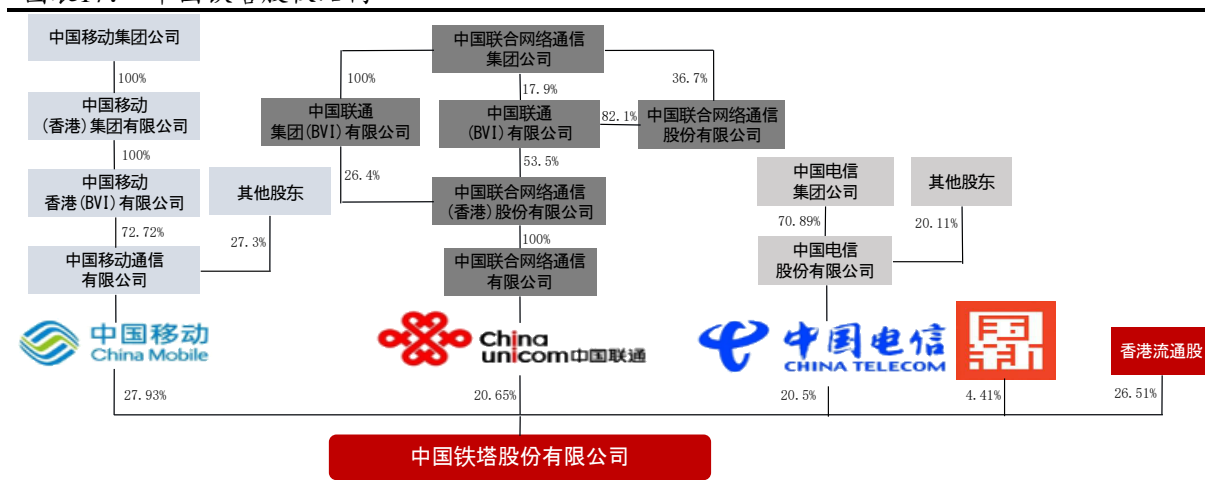 中国移动集团公司
100%
中国移动
(香港)集团有限公司
100%
中国移动
香港(BVI)有限公司
72.72%
中国移动通信
有限公司
其他股东
27.3%
中国联合网络通信
集团公司
100%
17.9%
36.7%
中国联通
集团(BVI)有限公司
中国联通
(BVI)有限公司
82.1%
中国联合网络通信
股份有限公司
26.4%
53.5%
中国联合网络通信
(香港)股份有限公司
100%
中国联合网络通信
有限公司
中国电信
集团公司
其他股东
70.89%
20.11%
中国电信
股份有限公司
中国移动
China Mobile
China
unicom中国联通
中国电信
CHINA TELECOM
香港流通股
27.93%
20.65%
20.5%
4.41%
26.51%
中国铁塔股份有限公司